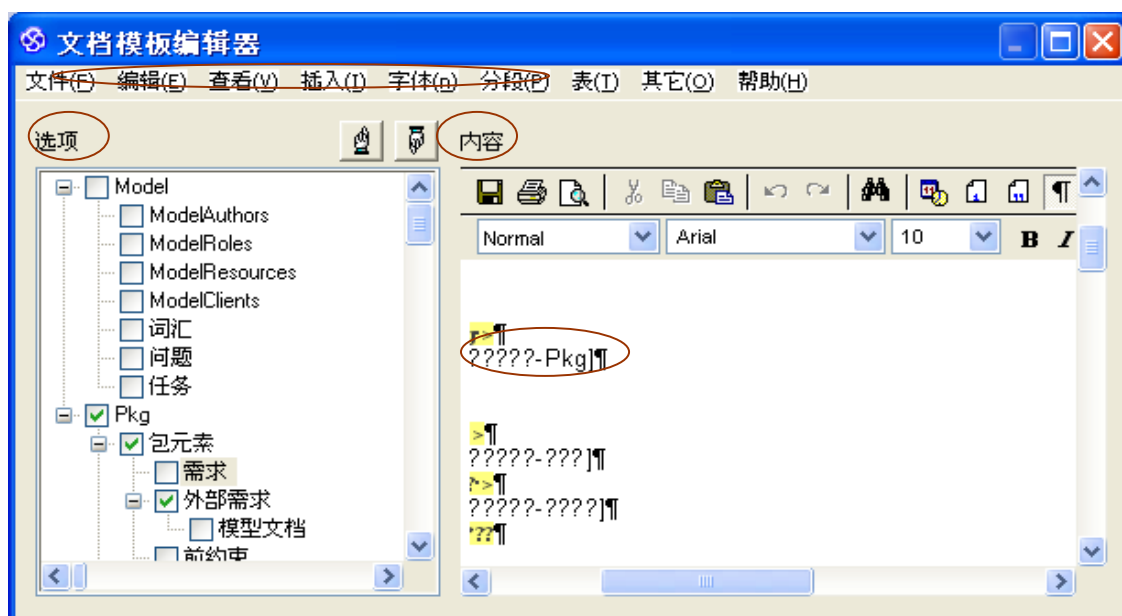 文档模板编辑器
文件(F) 编辑(E) 查看(V) 插入(I) 字体(n) 分段(P) 表(T) 其它(O) 帮助(H)
选项
内容
Model
ModelAuthors
ModelRoles
ModelResources
ModelClients
词汇
问题
任务
Pkg
包元素
需求
外部需求
模型文档
前约束
Normal Arial 10 B I
>¶
?????-Pkg]¶
>¶
?????-???]¶
?>¶
?????-????]¶
??¶